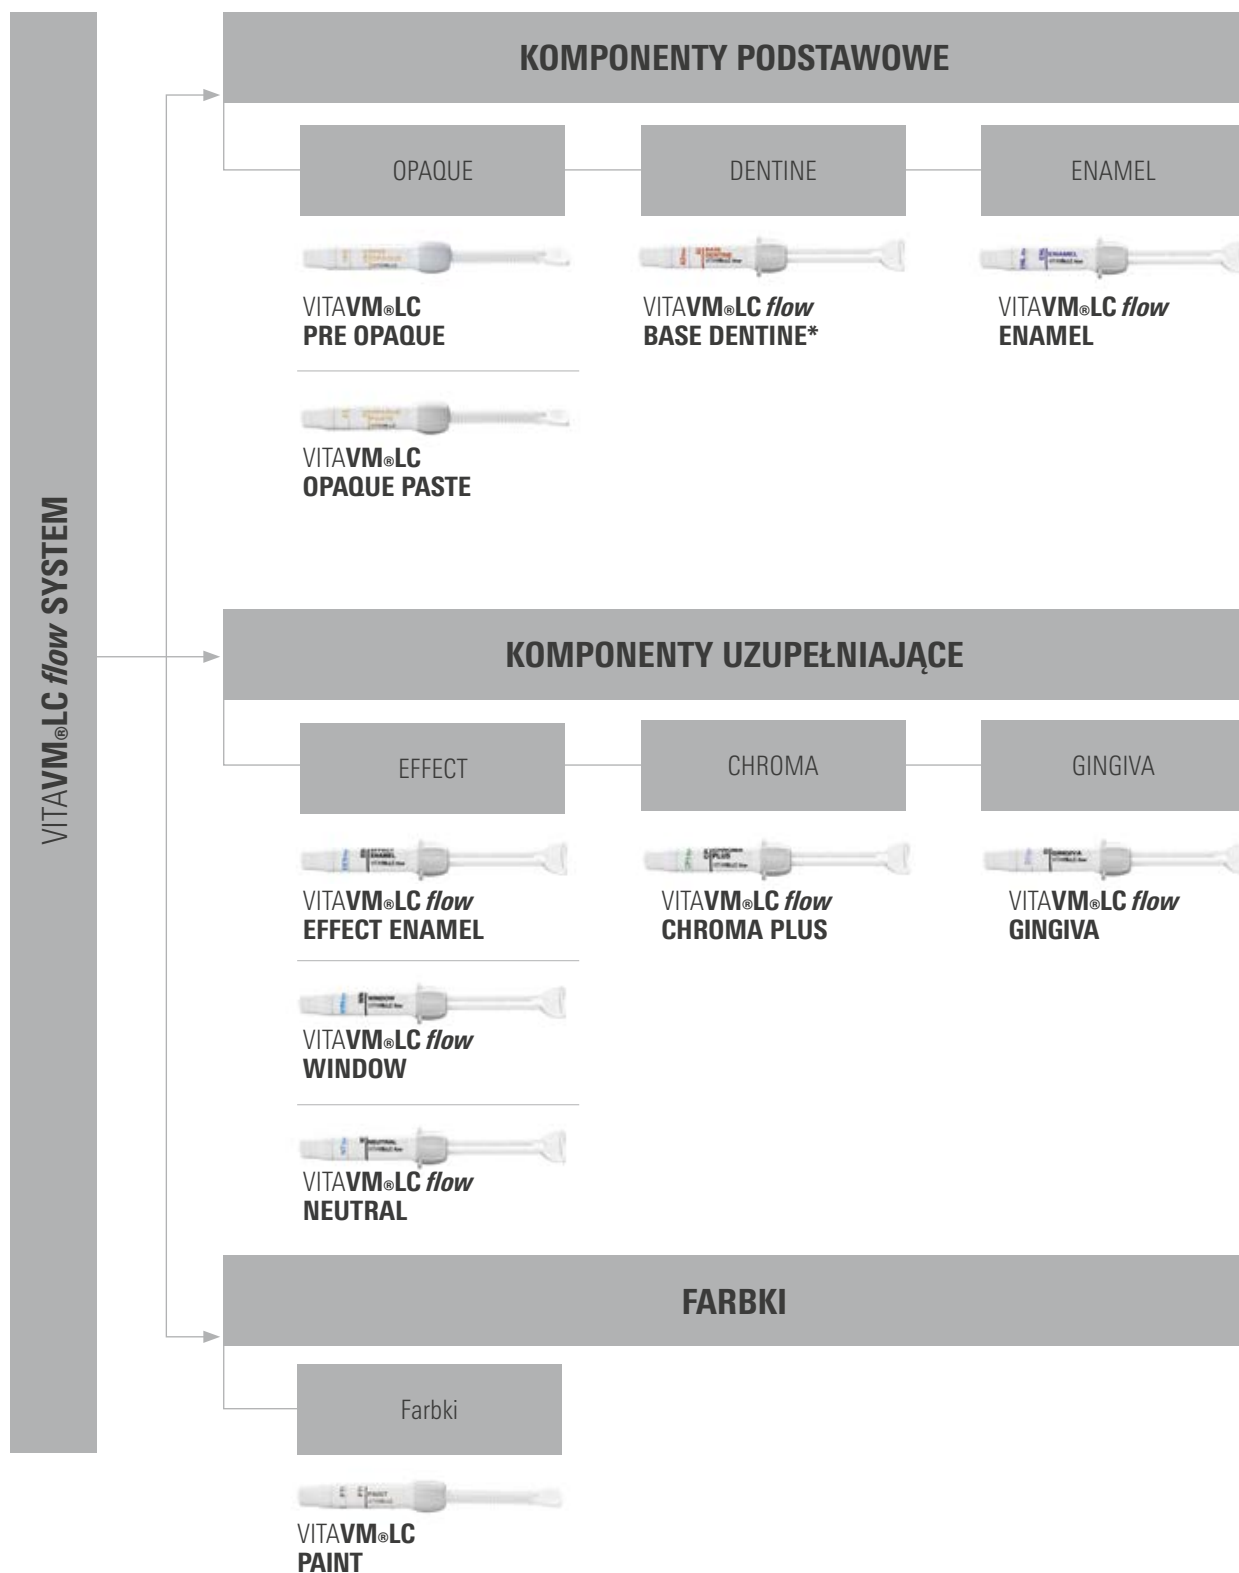 VITAVM®LC flow SYSTEM
KOMPONENTY PODSTAWOWE
OPAQUE
DENTINE
ENAMEL
VITAVM®LC
PRE OPAQUE
VITAVM®LC flow
BASE DENTINE*
VITAVM®LC flow
ENAMEL
VITAVM®LC
OPAQUE PASTE
KOMPONENTY UZUPEŁNIAJĄCE
EFFECT
CHROMA
GINGIVA
VITAVM®LC flow
EFFECT ENAMEL
VITAVM®LC flow
CHROMA PLUS
VITAVM®LC flow
GINGIVA
VITAVM®LC flow
WINDOW
VITAVM®LC flow
NEUTRAL
FARBKI
Farbki
VITAVM®LC
PAINT